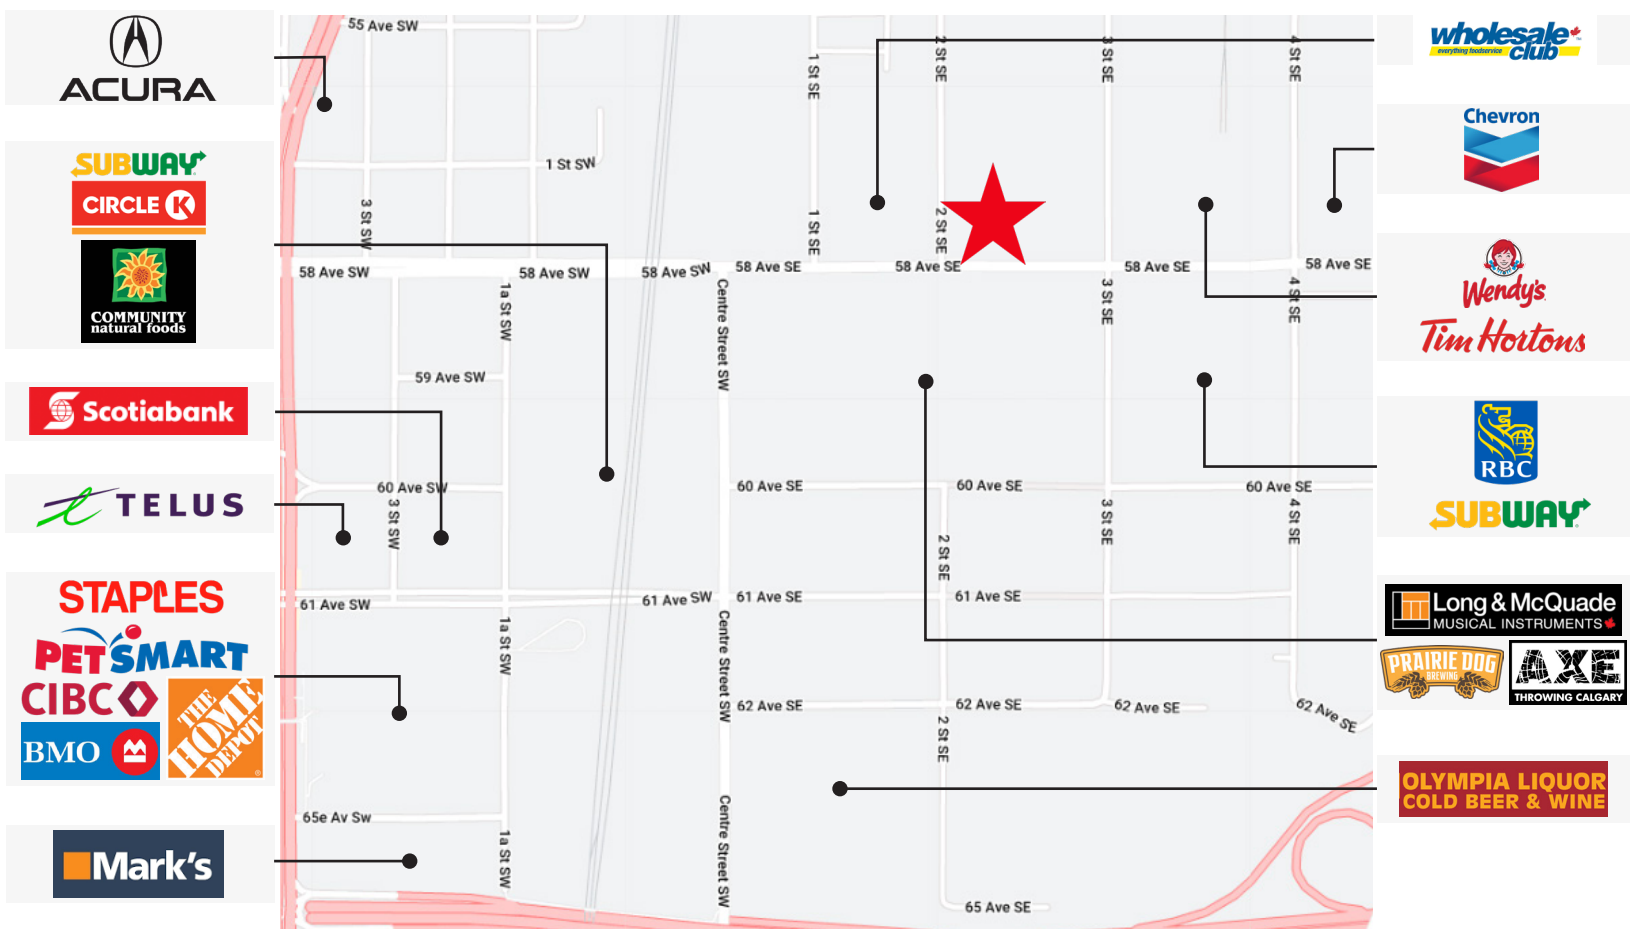 ACURA
SUBWAY
CIRCLE K
COMMUNITY
natural foods
Scotiabank
TELUS
STAPLES
PETSMART
CIBC
THE
HOME
DEPOT
BMO
Mark's
55 Ave SW
1 St SE
2 St SE
3 St SE
4 St SE
1 St SW
3 St SW
1 St SE
2 St SE
58 Ave SW
58 Ave SW
58 Ave SW
58 Ave SE
58 Ave SE
58 Ave SE
58 Ave SE
1a St SW
Centre Street SW
3 St SE
4 St SE
59 Ave SW
60 Ave SW
60 Ave SE
60 Ave SE
60 Ave SE
3 St SW
2 St SE
3 St SE
4 St SE
61 Ave SW
61 Ave SW
61 Ave SE
61 Ave SE
1a St SW
Centre Street SW
62 Ave SE
62 Ave SE
62 Ave SE
62 Ave SE
2 St SE
65e Av Sw
1a St SW
Centre Street SW
65 Ave SE
wholesale
everything foodservice
club
Chevron
Wendy's
Tim Hortons
RBC
SUBWAY
Long & McQuade
MUSICAL INSTRUMENTS
PRAIRIE DOG
BREWING
AXE
THROWING CALGARY
OLYMPIA LIQUOR
COLD BEER & WINE